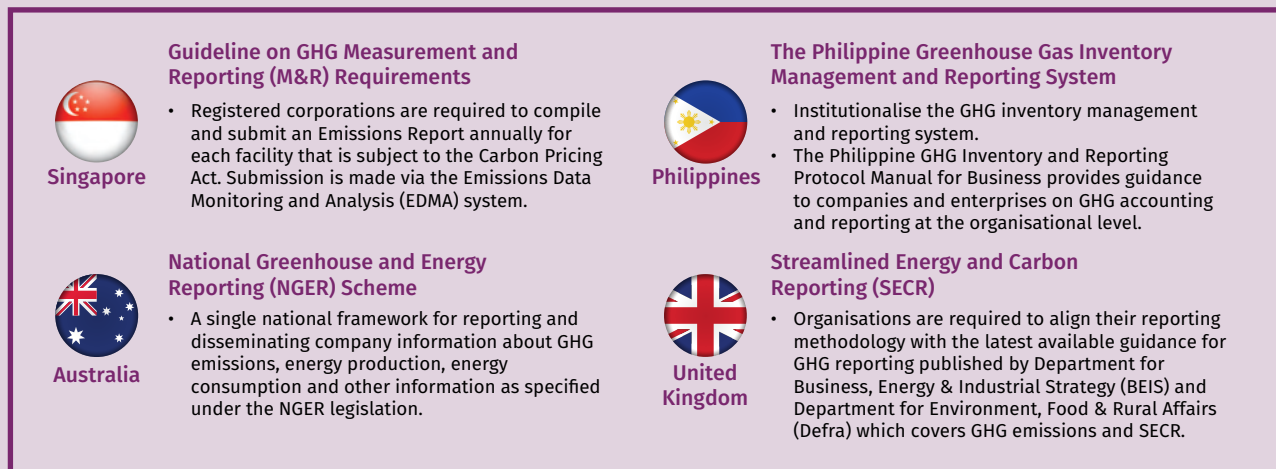 Guideline on GHG Measurement and
Reporting (M&R) Requirements
• Registered corporations are required to compile
and submit an Emissions Report annually for
each facility that is subject to the Carbon Pricing
Act. Submission is made via the Emissions Data
Monitoring and Analysis (EDMA) system.
Singapore
The Philippine Greenhouse Gas Inventory
Management and Reporting System
• Institutionalise the GHG inventory management
and reporting system.
• The Philippine GHG Inventory and Reporting
Protocol Manual for Business provides guidance
to companies and enterprises on GHG accounting
and reporting at the organisational level.
Philippines
National Greenhouse and Energy
Reporting (NGER) Scheme
• A single national framework for reporting and
disseminating company information about GHG
emissions, energy production, energy
consumption and other information as specified
under the NGER legislation.
Australia
Streamlined Energy and Carbon
Reporting (SECR)
• Organisations are required to align their reporting
methodology with the latest available guidance for
GHG reporting published by Department for
Business, Energy & Industrial Strategy (BEIS) and
Department for Environment, Food & Rural Affairs
(Defra) which covers GHG emissions and SECR.
United
Kingdom